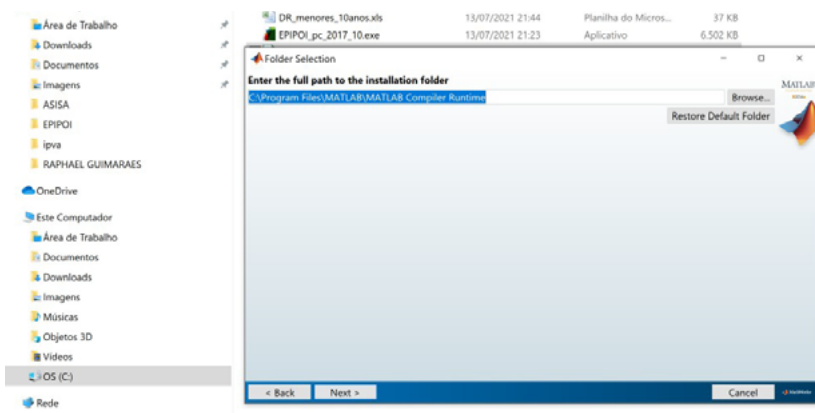 Área de Trabalho
Downloads
Documentos
Imagens
ASISA
EPIPOI
ipva
RAPHAEL GUIMARAES
OneDrive
Este Computador
Área de Trabalho
Documentos
Downloads
Imagens
Músicas
Objetos 3D
Vídeos
OS (C:)
Rede
DR_menores_10anos.xls 13/07/2021 21:44 Planilha do Micros... 37 KB
EPIPOI_pc_2017_10.exe 13/07/2021 21:23 Aplicativo 6.502 KB
Folder Selection
Enter the full path to the installation folder
C:\Program Files\MATLAB\MATLAB Compiler Runtime
Browse...
Restore Default Folder
MATLAB
< Back Next > Cancel